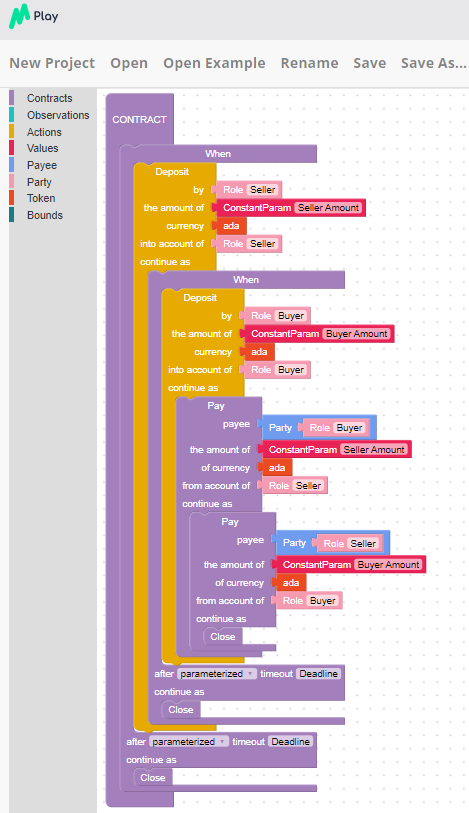 Play
New Project Open Open Example Rename Save Save As...
Contracts
Observations
Actions
Values
Payee
Party
Token
Bounds
CONTRACT
When
Deposit
by Role Seller
the amount of ConstantParam Seller Amount
currency ada
into account of Role Seller
continue as
When
Deposit
by Role Buyer
the amount of ConstantParam Buyer Amount
currency ada
into account of Role Buyer
continue as
Pay
payee Party Role Buyer
the amount of ConstantParam Seller Amount
of currency ada
from account of Role Seller
continue as
Pay
payee Party Role Seller
the amount of ConstantParam Buyer Amount
of currency ada
from account of Role Buyer
continue as
Close
after parameterized timeout Deadline
continue as
Close
after parameterized timeout Deadline
continue as
Close